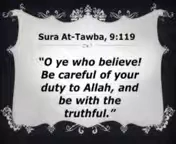 Sura At-Tawba, 9:119
“O ye who believe!
Be careful of your
duty to Allah, and
be with the
truthful.”